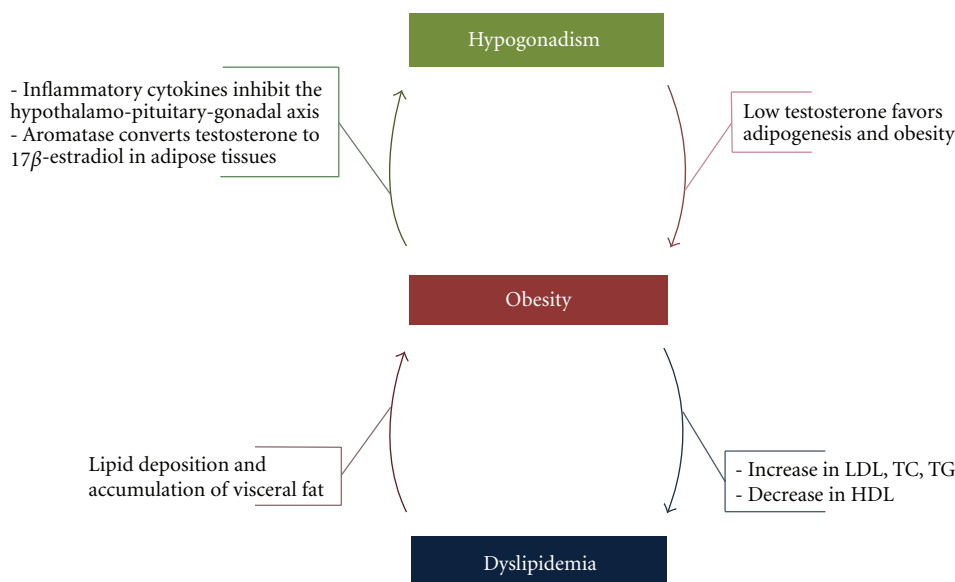 Hypogonadism
- Inflammatory cytokines inhibit the
hypothalamo-pituitary-gonadal axis
- Aromatase converts testosterone to
17β-estradiol in adipose tissues
Low testosterone favors
adipogenesis and obesity
Obesity
Lipid deposition and
accumulation of visceral fat
- Increase in LDL, TC, TG
- Decrease in HDL
Dyslipidemia